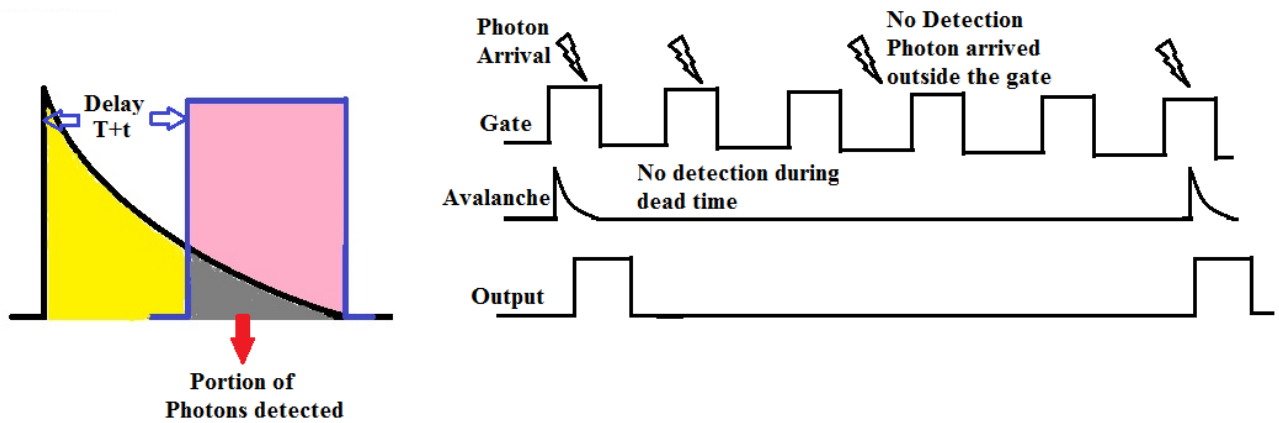 Delay
T+t
Portion of
Photons detected
Photon
Arrival
No Detection
Photon arrived
outside the gate
Gate
No detection during
dead time
Avalanche
Output